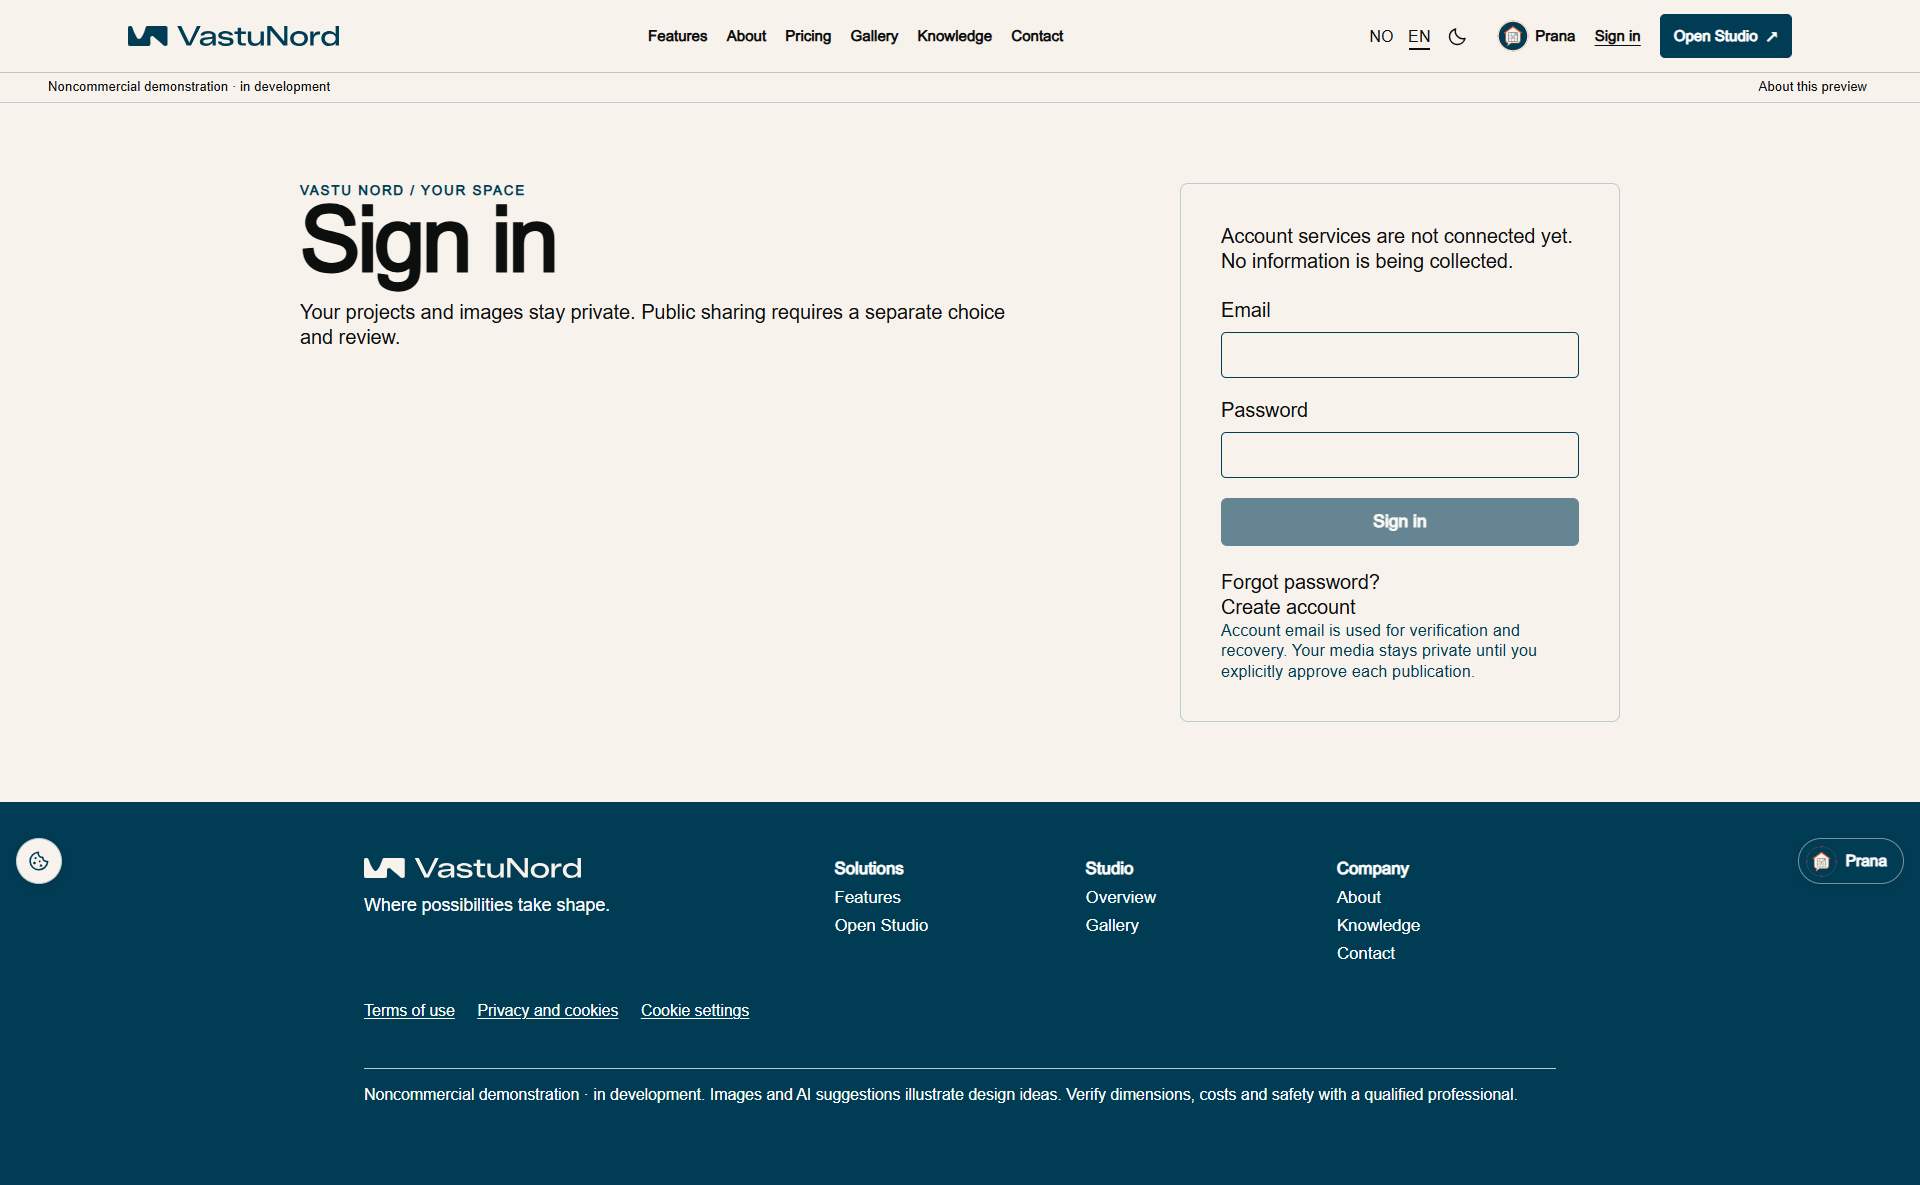 VastuNord
Features About Pricing Gallery Knowledge Contact
NO EN Prana Sign in Open Studio ↗
Noncommercial demonstration · in development
About this preview
VASTU NORD / YOUR SPACE
Sign in
Your projects and images stay private. Public sharing requires a separate choice
and review.
Account services are not connected yet.
No information is being collected.
Email
Password
Sign in
Forgot password?
Create account
Account email is used for verification and
recovery. Your media stays private until you
explicitly approve each publication.
VastuNord
Where possibilities take shape.
Solutions
Features
Open Studio
Studio
Overview
Gallery
Company
About
Knowledge
Contact
Prana
Terms of use Privacy and cookies Cookie settings
Noncommercial demonstration · in development. Images and AI suggestions illustrate design ideas. Verify dimensions, costs and safety with a qualified professional.